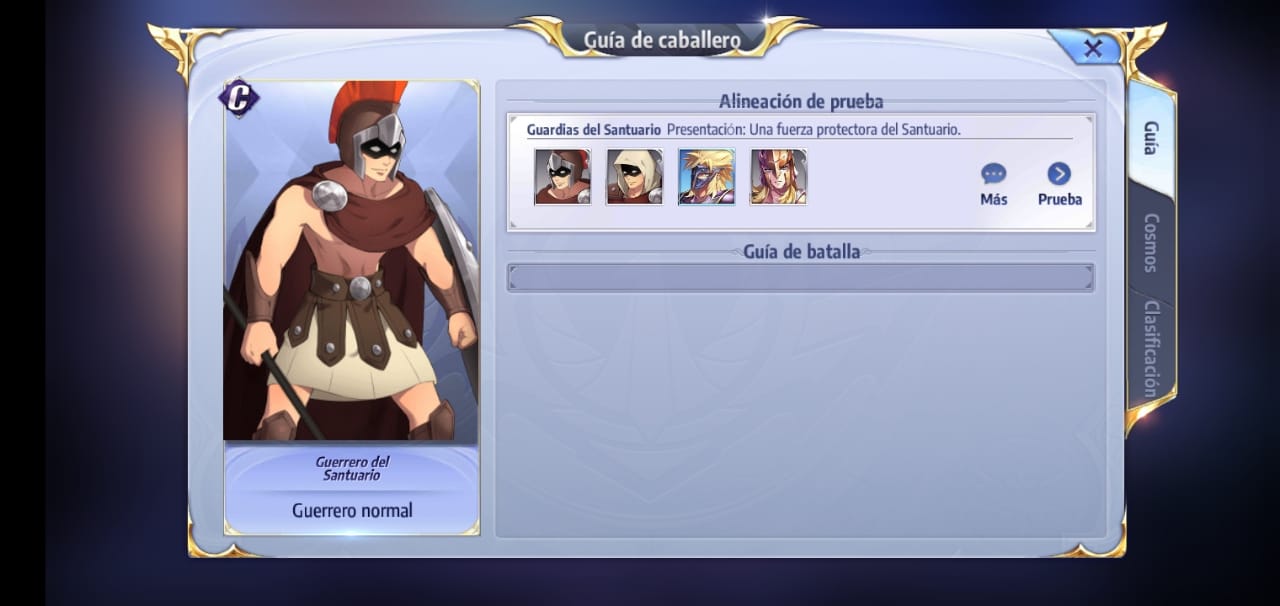 Guía de caballero
C
Alineación de prueba
Guardias del Santuario Presentación: Una fuerza protectora del Santuario.
Más
Prueba
Guía de batalla
Guerrero del
Santuario
Guerrero normal
Guía
Cosmos
Clasificación